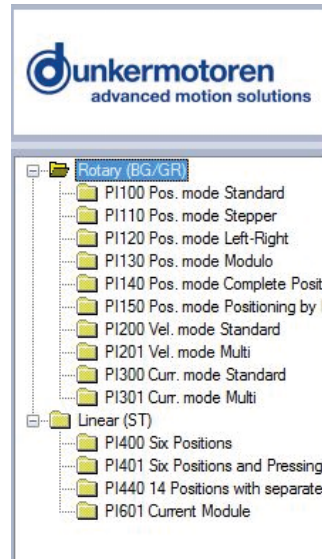 dunkermotoren
advanced motion solutions
Rotary (BG/GR)
PI100 Pos. mode Standard
PI110 Pos. mode Stepper
PI120 Pos. mode Left-Right
PI130 Pos. mode Modulo
PI140 Pos. mode Complete Posit
PI150 Pos. mode Positioning by
PI200 Vel. mode Standard
PI201 Vel. mode Multi
PI300 Curr. mode Standard
PI301 Curr. mode Multi
Linear (ST)
PI400 Six Positions
PI401 Six Positions and Pressing
PI440 14 Positions with separate
PI601 Current Module